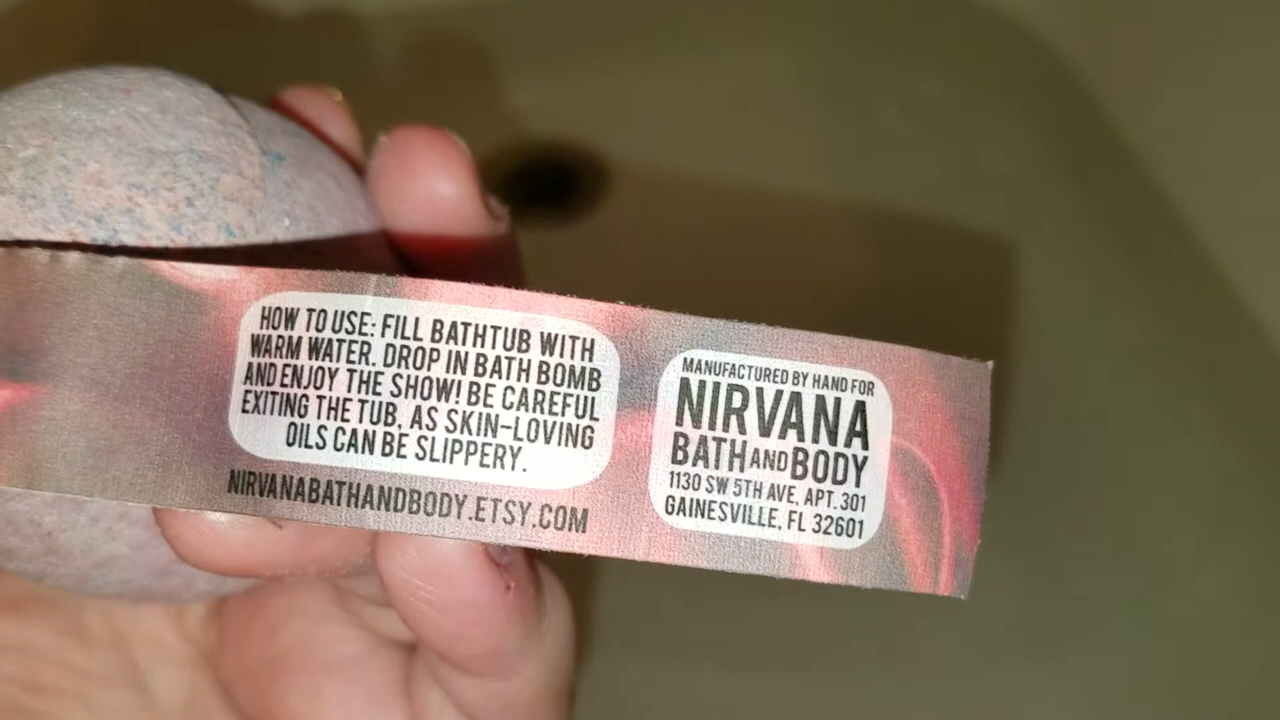 HOW TO USE: FILL BATHTUB WITH
WARM WATER. DROP IN BATH BOMB
AND ENJOY THE SHOW! BE CAREFUL
EXITING THE TUB, AS SKIN-LOVING
OILS CAN BE SLIPPERY.
NIRVANABATHANDBODY.ETSY.COM
MANUFACTURED BY HAND FOR
NIRVANA
BATH AND BODY
1130 SW 5TH AVE, APT. 301
GAINESVILLE, FL 32601